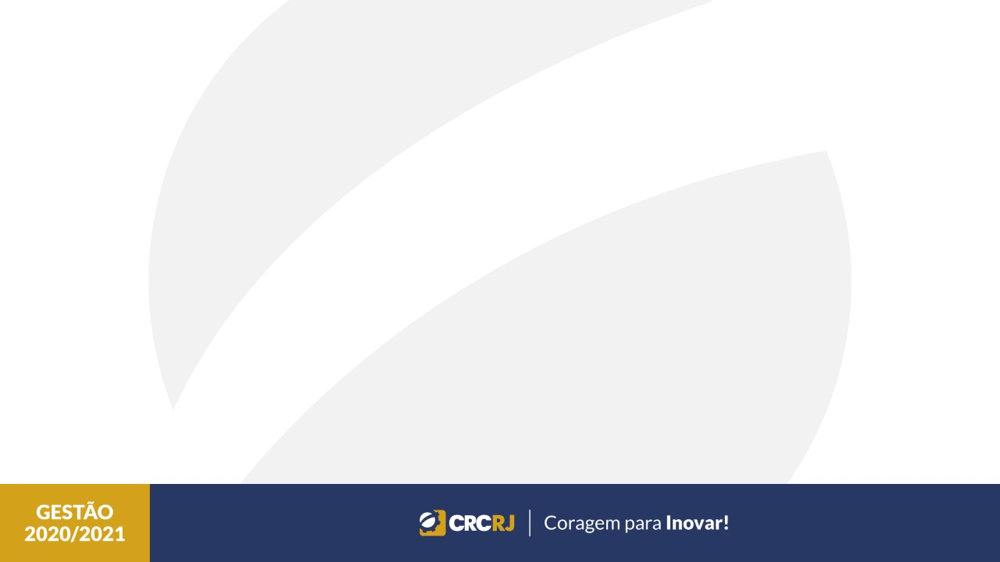 GESTÃO
2020/2021
CRCRJ
Coragem para Inovar!